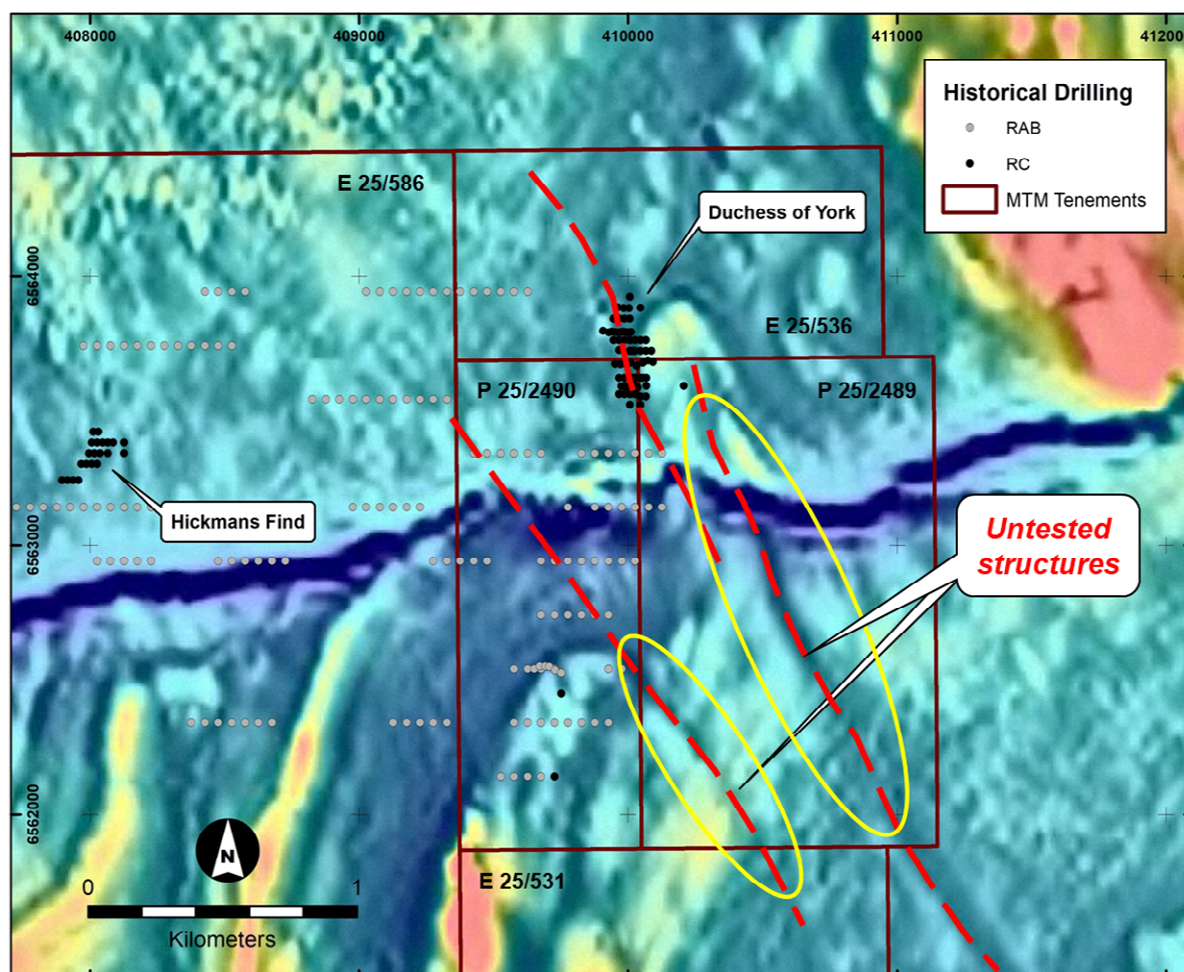 408000
409000
410000
411000
41200
Historical Drilling
RAB
RC
MTM Tenements
E 25/586
Duchess of York
6564000
E 25/536
P 25/2490
P 25/2489
Hickmans Find
6563000
Untested
structures
6562000
N
E 25/531
0
1
Kilometers